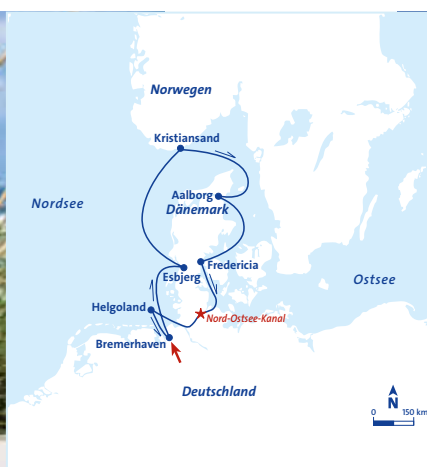 Norwegen
Kristiansand
Nordsee
Aalborg
Dänemark
Fredericia
Esbjerg
Ostsee
Helgoland
Nord-Ostsee-Kanal
Bremerhaven
Deutschland
N
0 150 km